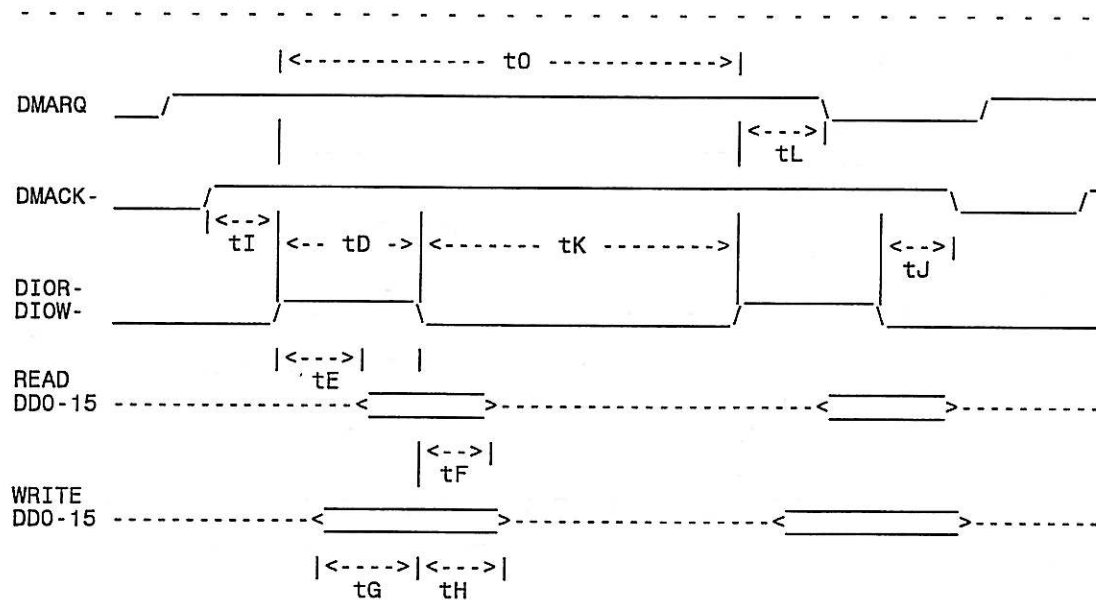 t0
DMARQ
tL
DMACK-
tI tD tK tJ
DIOR-
DIOW-
tE
READ
DD0-15
tF
WRITE
DD0-15
tG tH